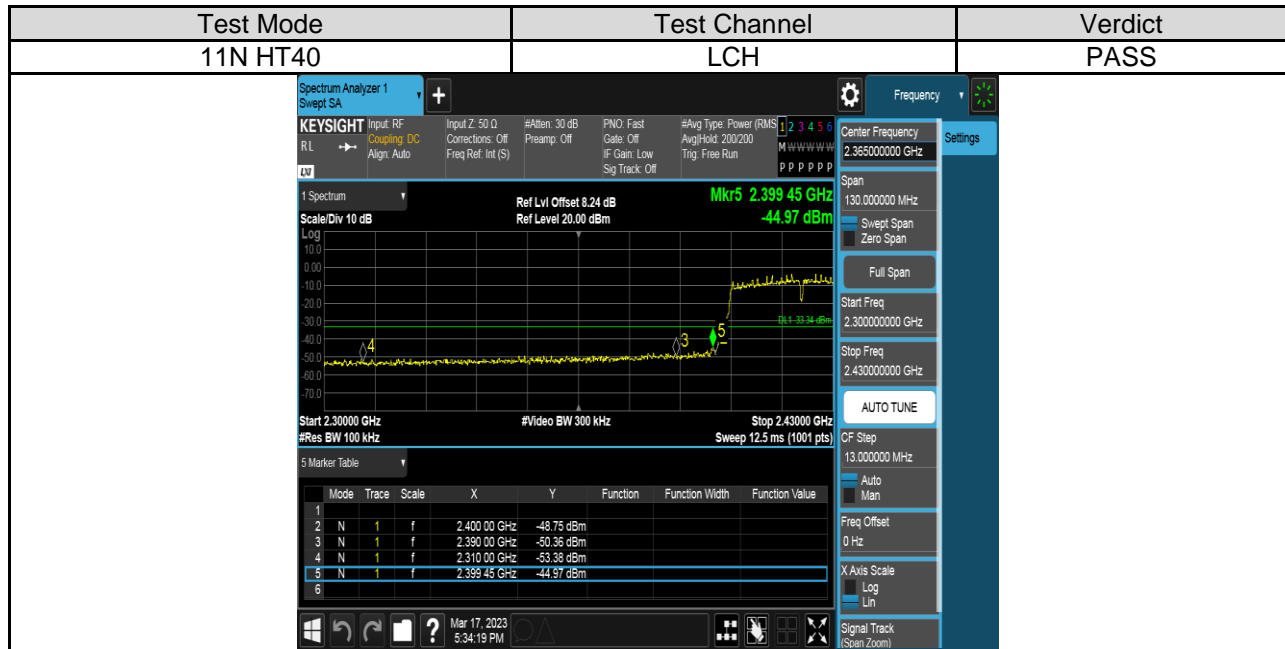 Test Mode Test Channel Verdict
11N HT40 LCH PASS
Spectrum Analyzer 1
Swept SA
+
Frequency
KEYSIGHT Input: RF Input Z: 50 Ω #Atten: 30 dB PNO: Fast #Avg Type: Power (RMS 1 2 3 4 5 6
Coupling: DC Corrections: Off Preamp: Off Gate: Off Avg|Hold: 200/200
RL Align: Auto Freq Ref: Int (S) IF Gain: Low Trig: Free Run M W W W W W
LXI Sig Track: Off P P P P P P
1 Spectrum
Ref Lvl Offset 8.24 dB Mkr5 2.399 45 GHz
Scale/Div 10 dB Ref Level 20.00 dBm -44.97 dBm
Log
10.0
0.00
-10.0
-20.0
-30.0 DL1 -33.34 dBm
-40.0
-50.0
-60.0
-70.0
4 3 5
Start 2.30000 GHz #Video BW 300 kHz Stop 2.43000 GHz
#Res BW 100 kHz Sweep 12.5 ms (1001 pts)
5 Marker Table
Mode Trace Scale X Y Function Function Width Function Value
1
2 N 1 f 2.400 00 GHz -48.75 dBm
3 N 1 f 2.390 00 GHz -50.36 dBm
4 N 1 f 2.310 00 GHz -53.38 dBm
5 N 1 f 2.399 45 GHz -44.97 dBm
6
? Mar 17, 2023
5:34:19 PM
Center Frequency
2.365000000 GHz
Settings
Span
130.000000 MHz
Swept Span
Zero Span
Full Span
Start Freq
2.300000000 GHz
Stop Freq
2.430000000 GHz
AUTO TUNE
CF Step
13.000000 MHz
Auto
Man
Freq Offset
0 Hz
X Axis Scale
Log
Lin
Signal Track
(Span Zoom)